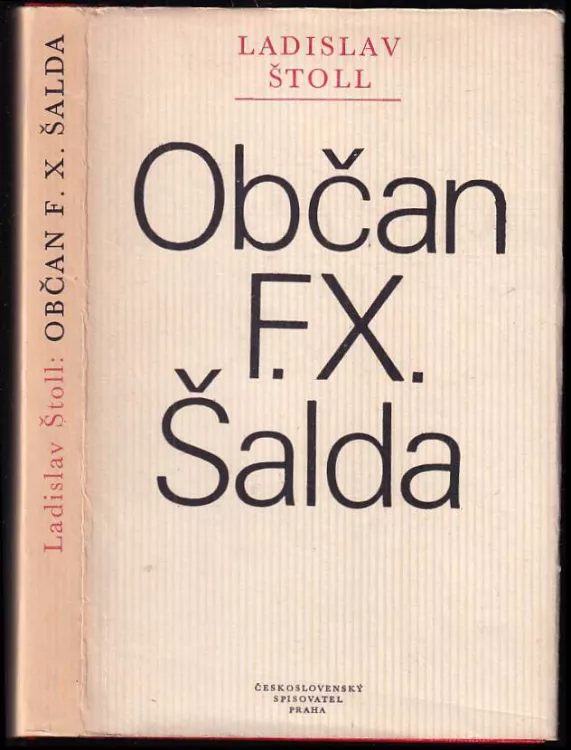 Ladislav Štoll: OBČAN F. X. ŠALDA
LADISLAV
ŠTOLL
Občan
F. X.
Šalda
ČESKOSLOVENSKÝ
SPISOVATEL
PRAHA